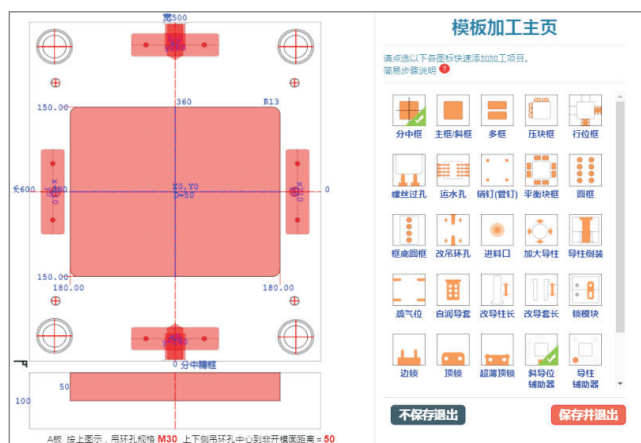 宽500
模板加工主页
请点选以下各图标快速添加加工项目。
简易步骤说明 ?
150.00
360
R13
分中框
主框/斜框
多框
压块框
行位框
长600
X0,Y0
D=50
0
螺丝过孔
运水孔
销钉(管钉)
平衡块框
圆框
框底圆框
改吊环孔
进料口
加大导柱
导柱倒装
150.00
180.00
180.00
疏气位
自润导套
改导柱长
改导套长
锁模块
0 分中精框
边锁
顶锁
超薄顶锁
斜导位
辅助器
导柱
辅助器
50
100
不保存退出
保存并退出
A板 按上图示，吊环孔规格 M30 上下侧吊环孔中心到非开模面距离 = 50